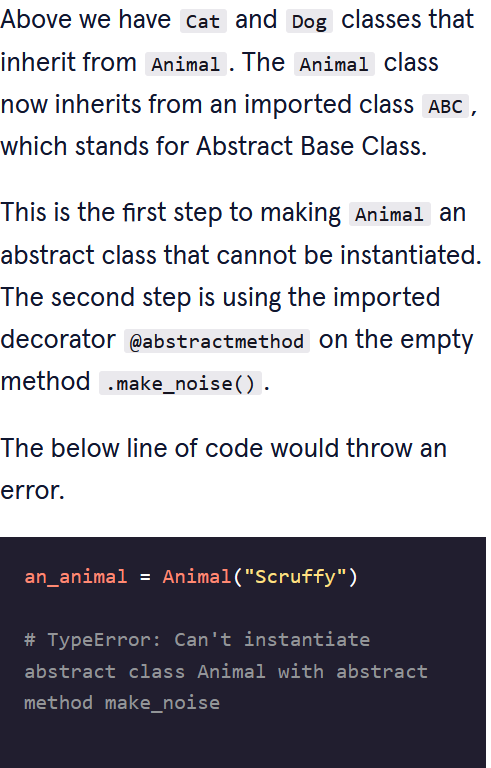 Above we have Cat and Dog classes that
inherit from Animal. The Animal class
now inherits from an imported class ABC,
which stands for Abstract Base Class.
This is the first step to making Animal an
abstract class that cannot be instantiated.
The second step is using the imported
decorator @abstractmethod on the empty
method .make_noise().
The below line of code would throw an
error.
an_animal = Animal("Scruffy")
# TypeError: Can't instantiate
abstract class Animal with abstract
method make_noise